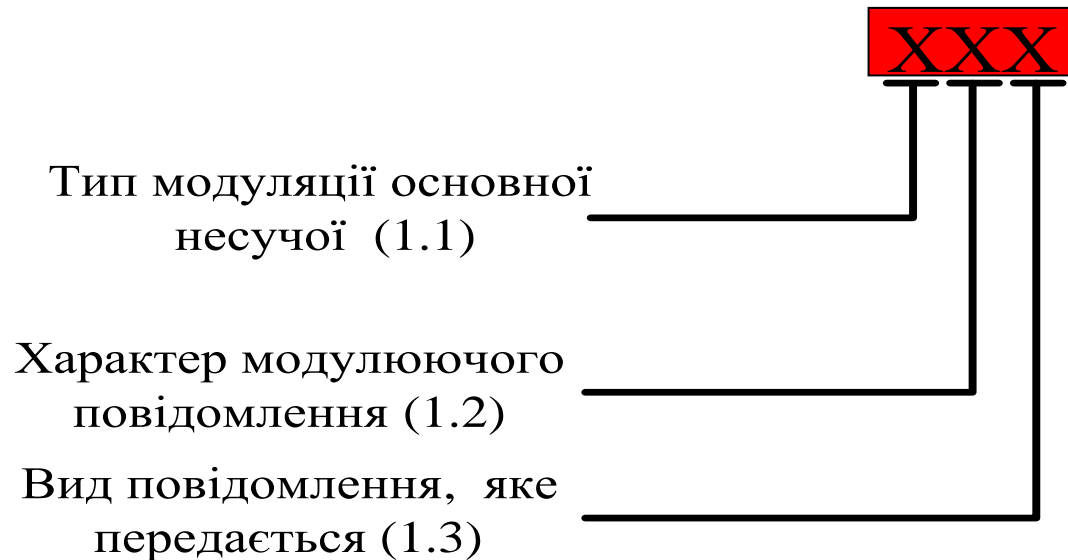 XXX
Тип модуляції основної
несучої (1.1)
Характер модулюючого
повідомлення (1.2)
Вид повідомлення, яке
передається (1.3)